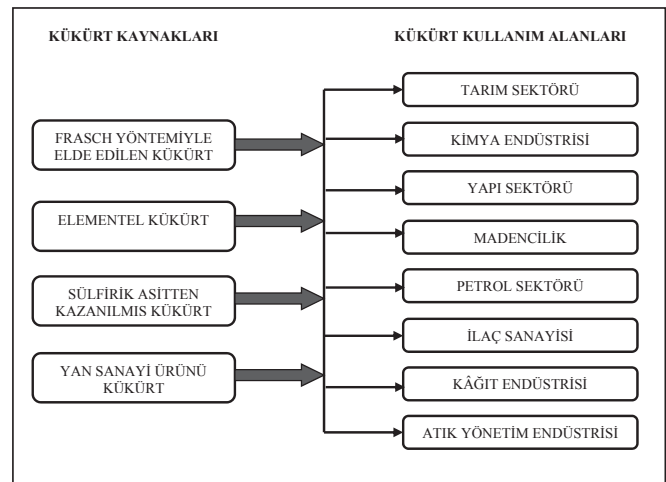 KÜKÜRT KAYNAKLARI
FRASCH YÖNTEMİYLE
ELDE EDİLEN KÜKÜRT
ELEMENTEL KÜKÜRT
SÜLFİRİK ASİTTEN
KAZANILMIS KÜKÜRT
YAN SANAYİ ÜRÜNÜ
KÜKÜRT
KÜKÜRT KULLANIM ALANLARI
TARIM SEKTÖRÜ
KİMYA ENDÜSTRİSİ
YAPI SEKTÖRÜ
MADENCİLİK
PETROL SEKTÖRÜ
İLAÇ SANAYİSİ
KÂĞIT ENDÜSTRİSİ
ATIK YÖNETİM ENDÜSTRİSİ